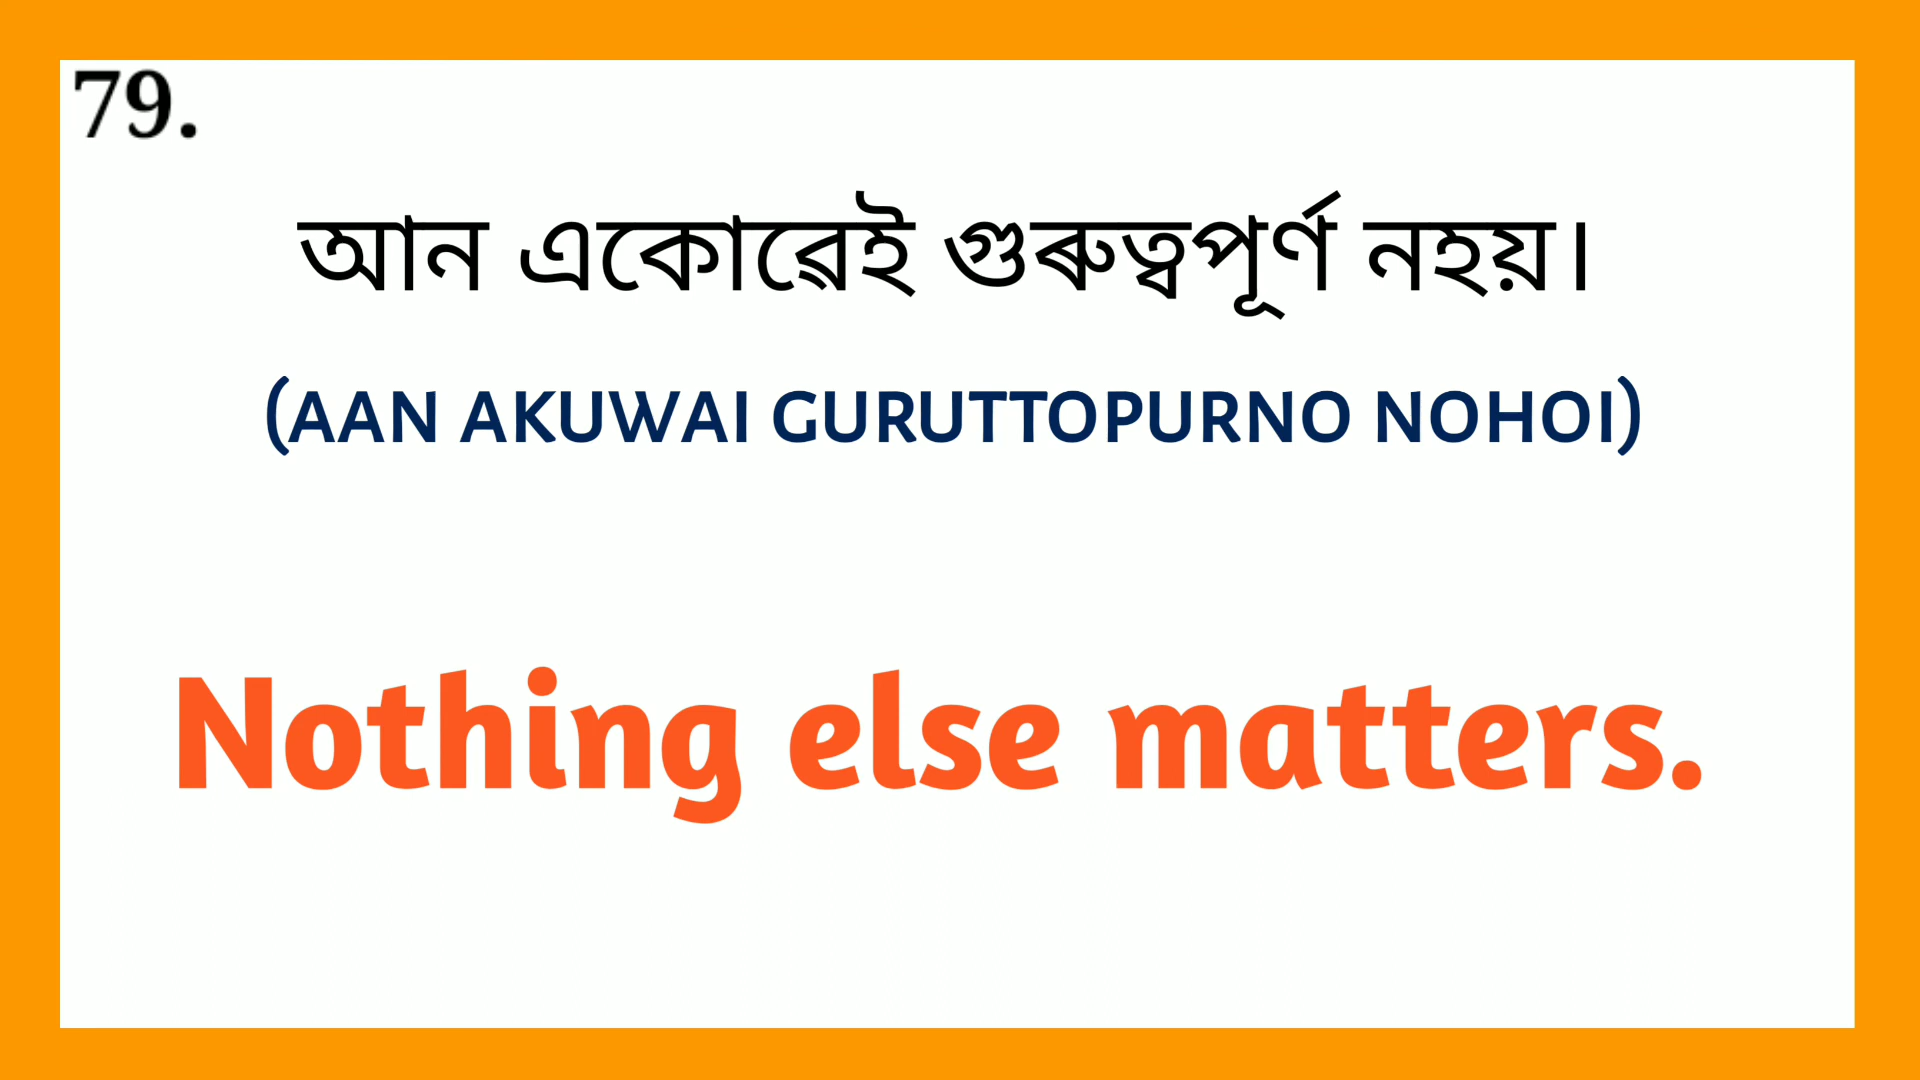 79.
আন একোৱেই গুৰুত্বপূৰ্ণ নহয়।
(AAN AKUWAI GURUTTOPURNO NOHOI)
Nothing else matters.